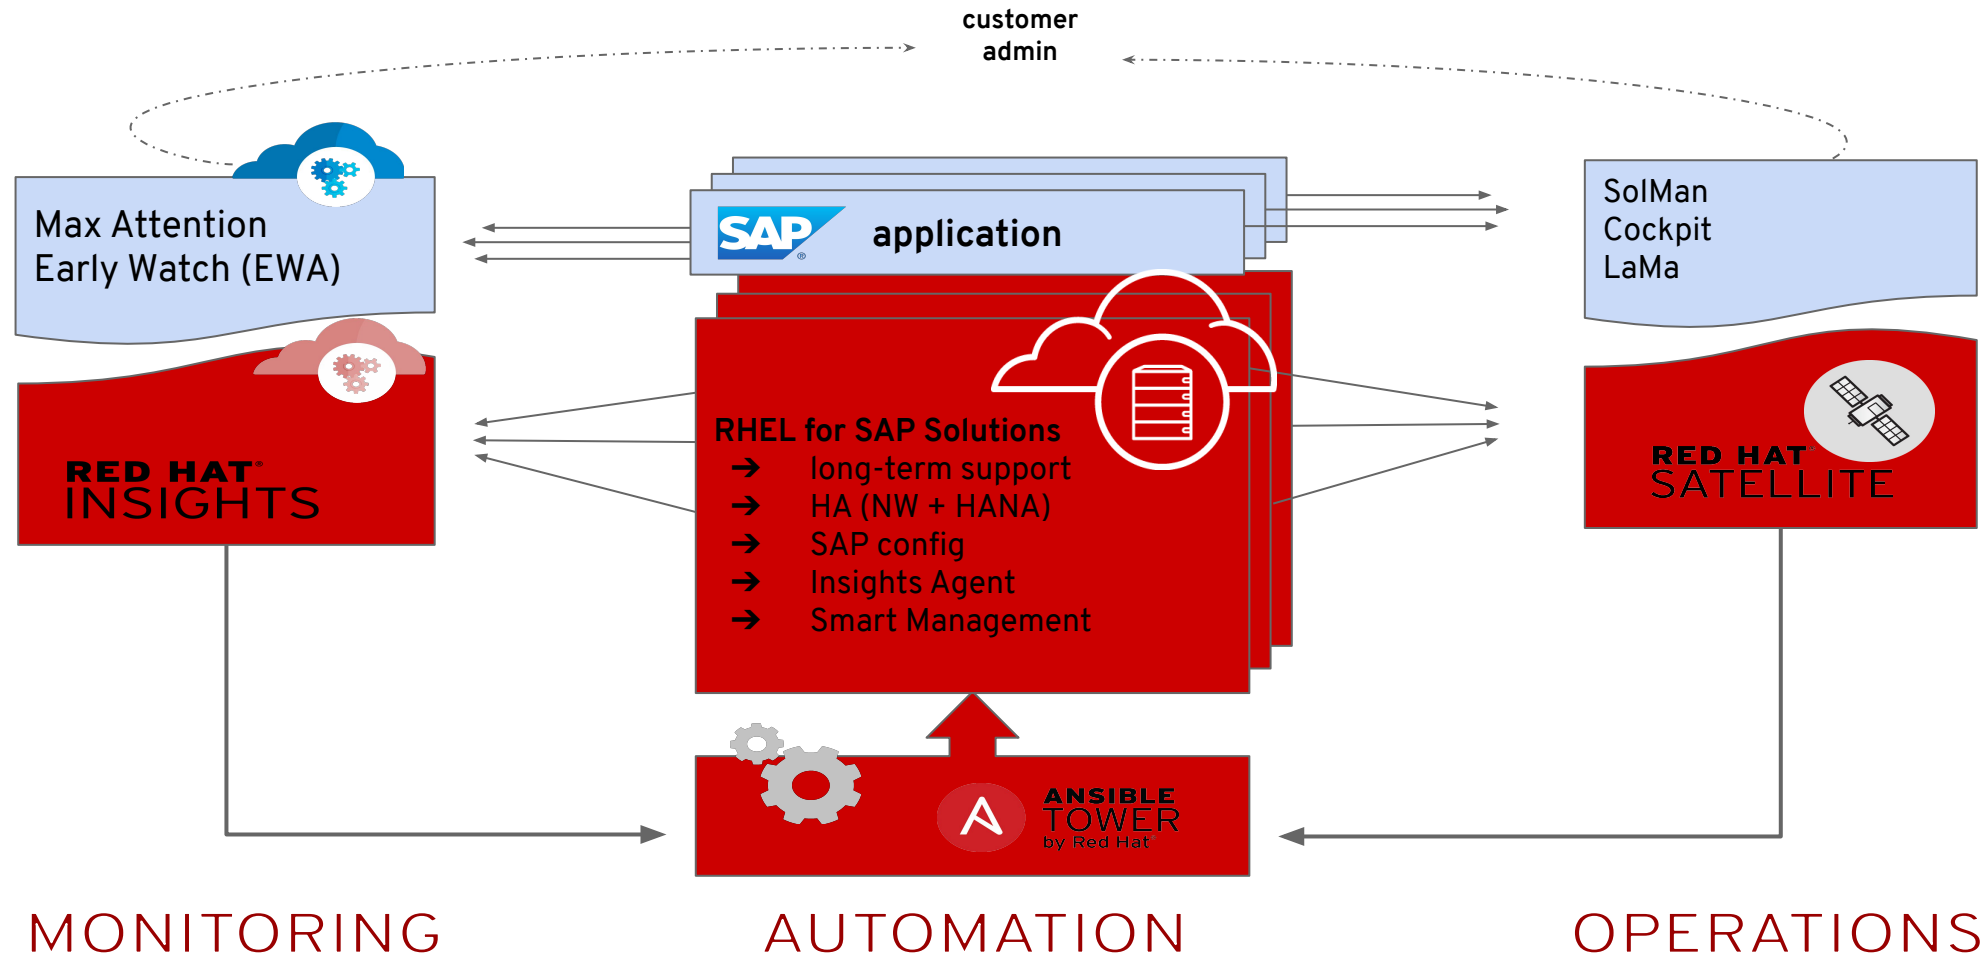 customer
admin
Max Attention
Early Watch (EWA)
SAP ®
application
SolMan
Cockpit
LaMa
RED HAT®
INSIGHTS
RHEL for SAP Solutions
➔ long-term support
➔ HA (NW + HANA)
➔ SAP config
➔ Insights Agent
➔ Smart Management
RED HAT
SATELLITE
ANSIBLE
TOWER
by Red Hat
MONITORING
AUTOMATION
OPERATIONS